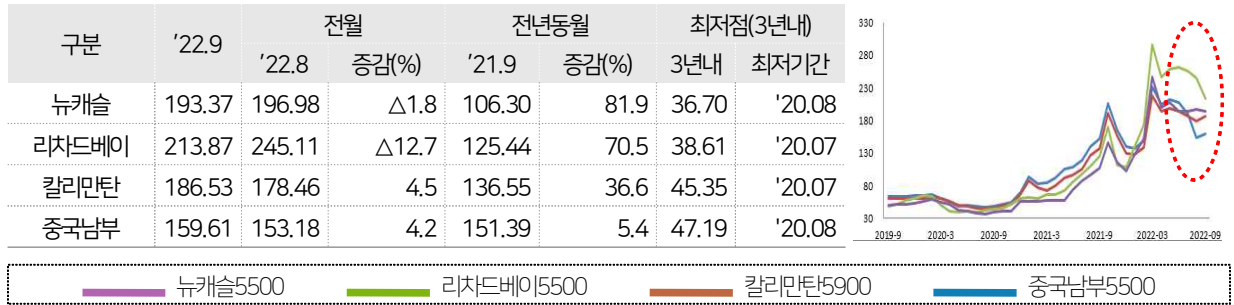 구분 ’22.9 전월 전년동월 최저점(3년내)
’22.8 증감(%) ’21.9 증감(%) 3년내 최저기간
뉴캐슬 193.37 196.98 △1.8 106.30 81.9 36.70 '20.08
리차드베이 213.87 245.11 △12.7 125.44 70.5 38.61 '20.07
칼리만탄 186.53 178.46 4.5 136.55 36.6 45.35 '20.07
중국남부 159.61 153.18 4.2 151.39 5.4 47.19 '20.08
330
280
230
180
130
80
30
2019-9 2020-3 2020-9 2021-3 2021-9 2022-03 2022-09
뉴캐슬5500 리차드베이5500 칼리만탄5900 중국남부5500